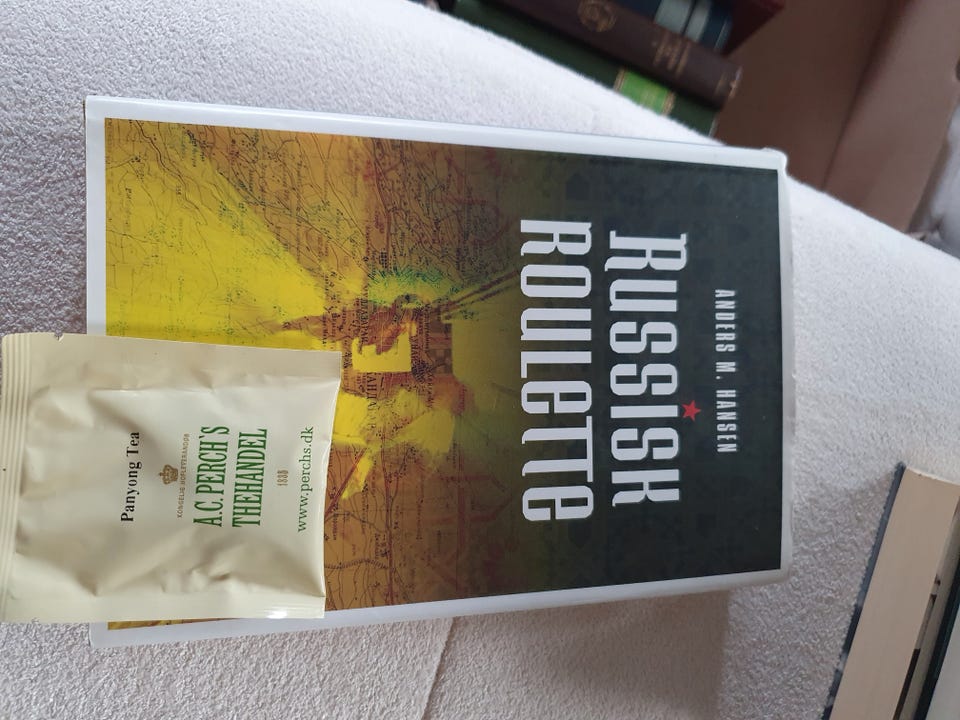 ANDERS M. HANSEN
RUSSISK
ROULETTE
Panyong Tea
KONGELIG HOFLEVERANDØR
A.C. PERCH'S
THEHANDEL
1835
www.perchs.dk